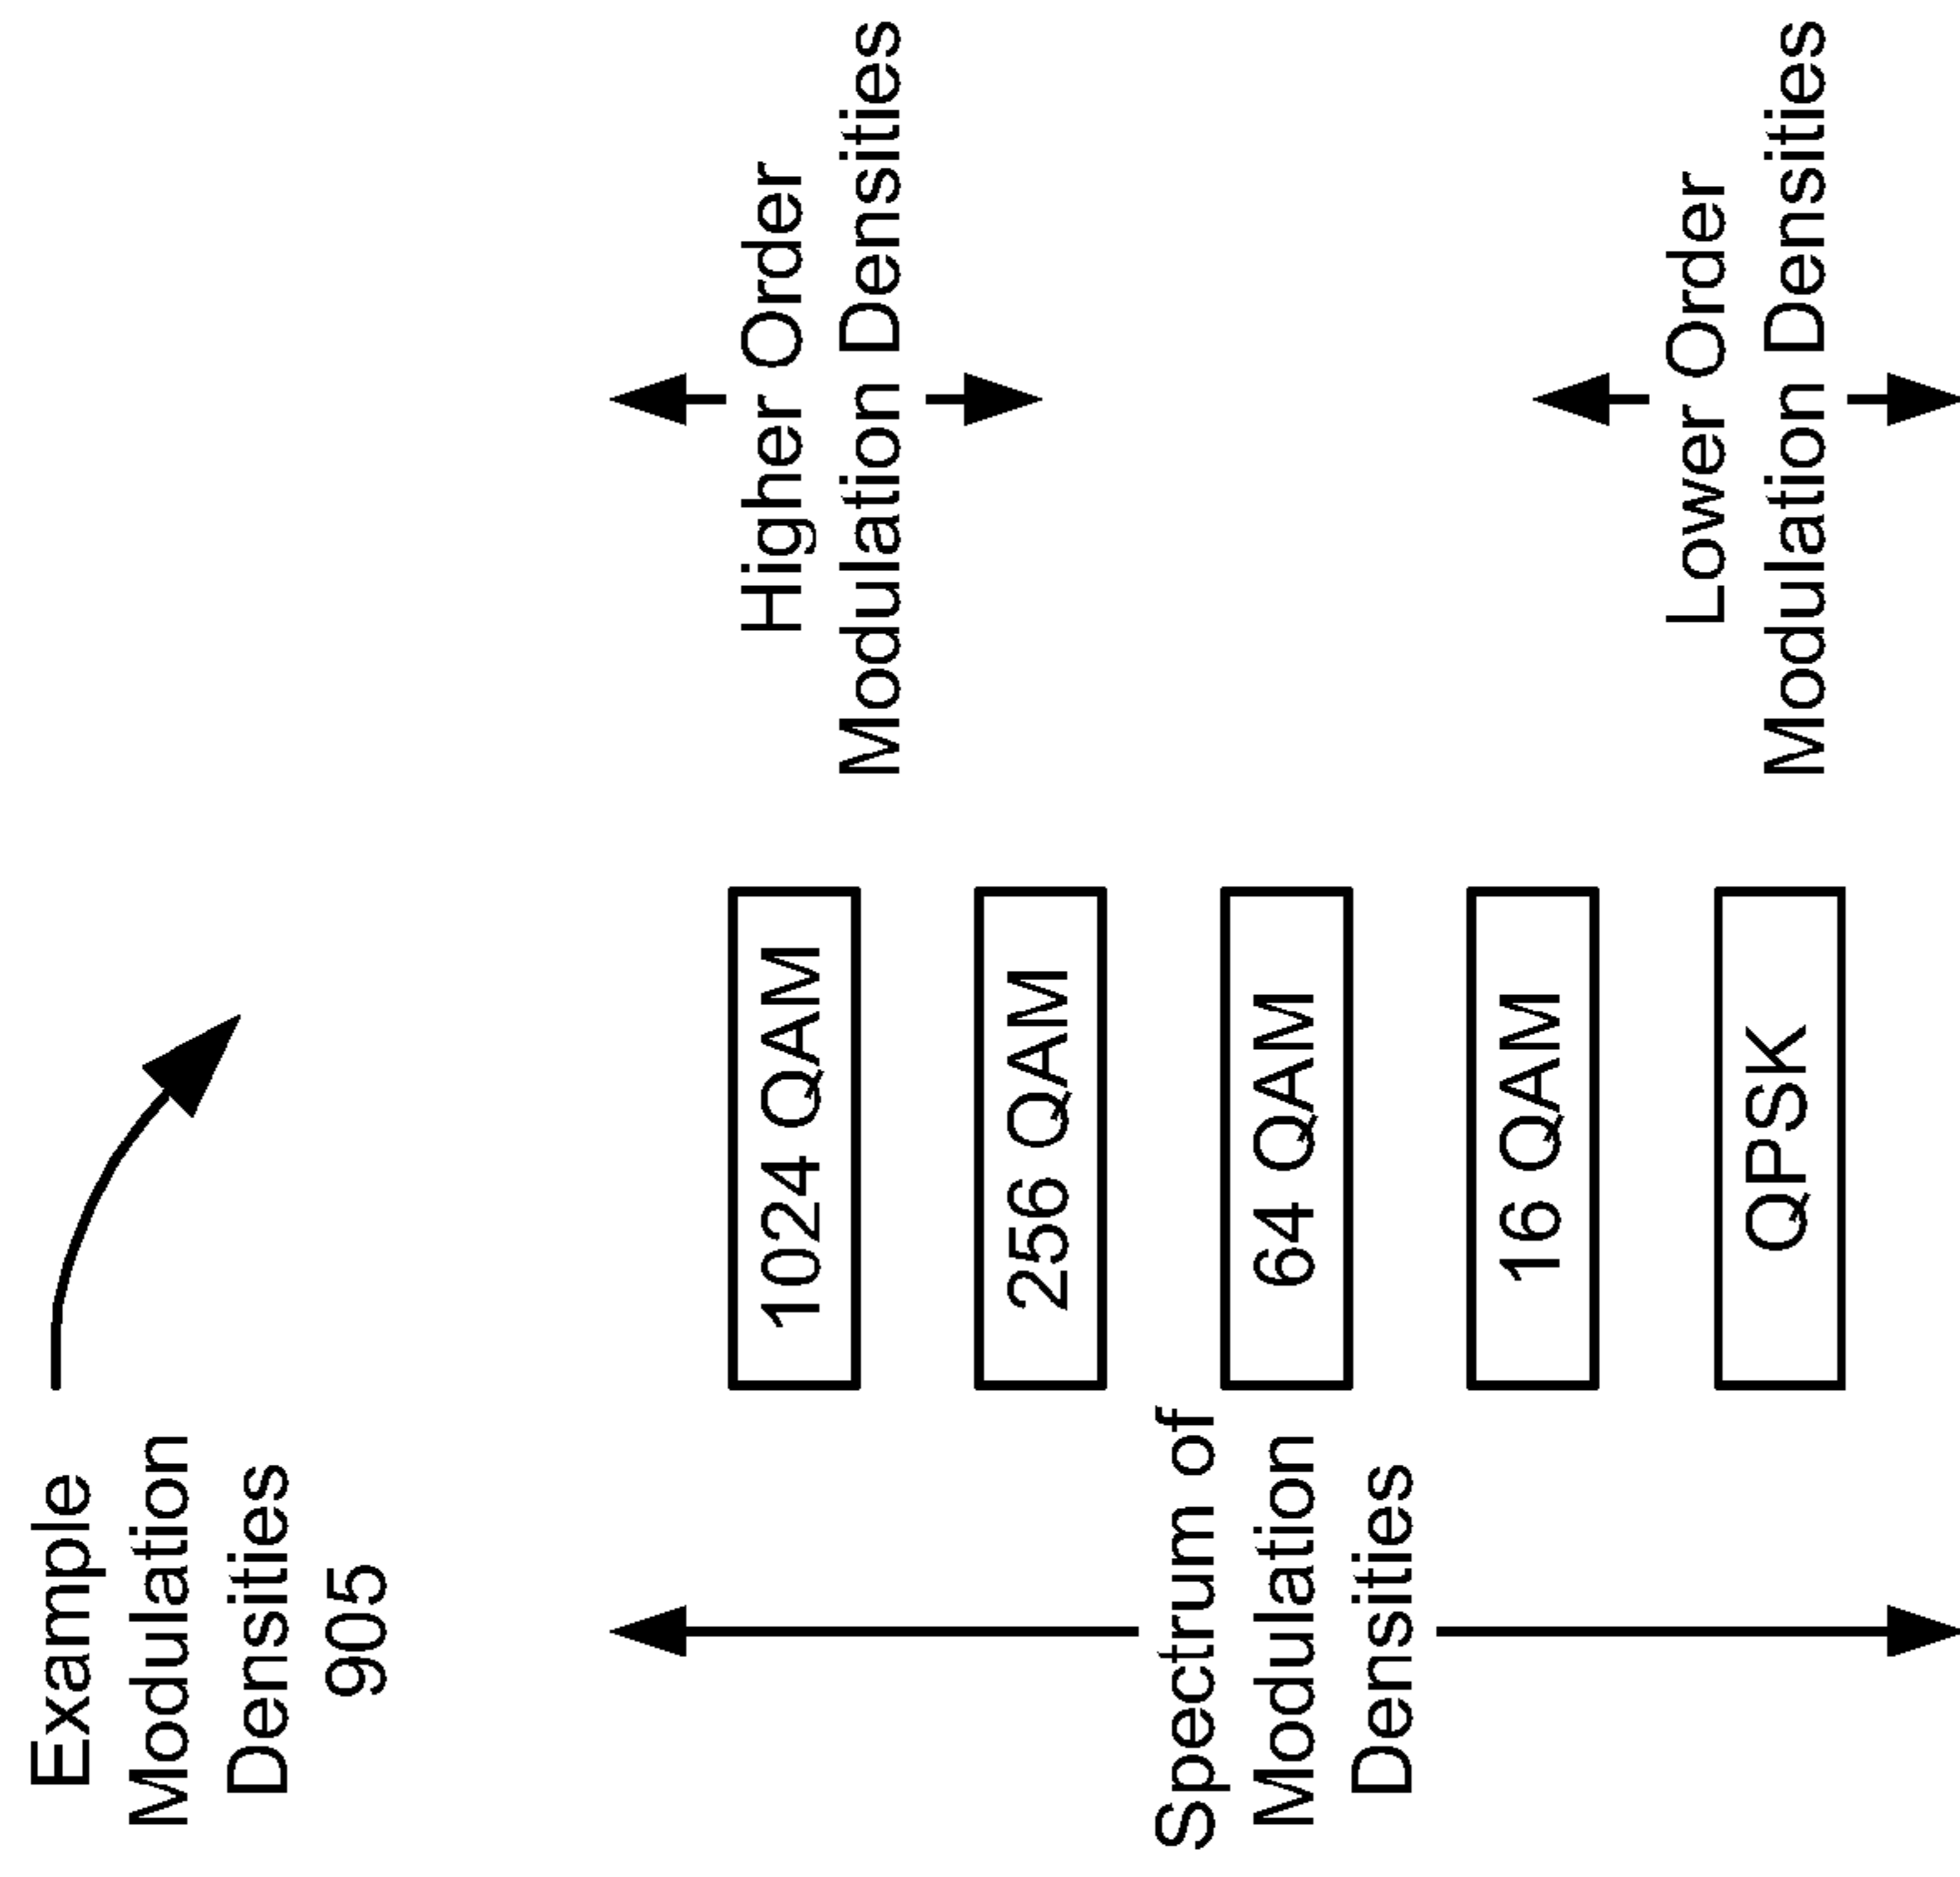 Example
Modulation
Densities
905
Spectrum of
Modulation
Densities
1024 QAM
256 QAM
64 QAM
16 QAM
QPSK
Higher Order
Modulation Densities
Lower Order
Modulation Densities